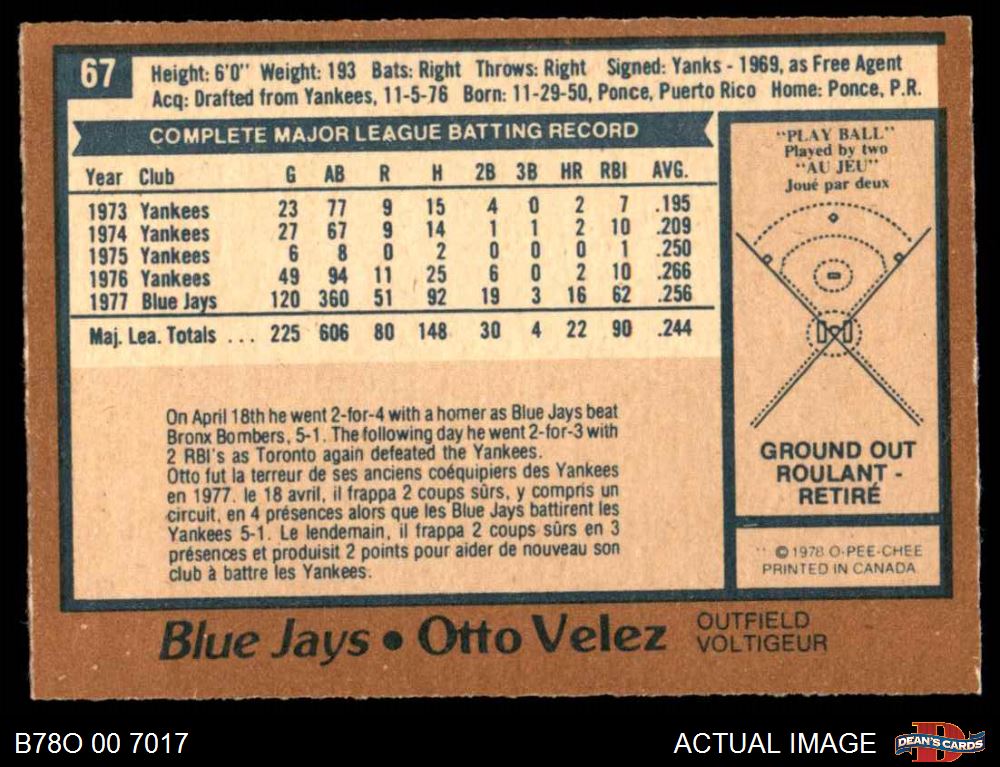 67
Height: 6'0" Weight: 193 Bats: Right Throws: Right Signed: Yanks - 1969, as Free Agent
Acq: Drafted from Yankees, 11-5-76 Born: 11-29-50, Ponce, Puerto Rico Home: Ponce, P.R.
COMPLETE MAJOR LEAGUE BATTING RECORD
Year Club G AB R H 2B 3B HR RBI AVG.
1973 Yankees 23 77 9 15 4 0 2 7 .195
1974 Yankees 27 67 9 14 1 1 2 10 .209
1975 Yankees 6 8 0 2 0 0 0 1 .250
1976 Yankees 49 94 11 25 6 0 2 10 .266
1977 Blue Jays 120 360 51 92 19 3 16 62 .256
Maj. Lea. Totals ... 225 606 80 148 30 4 22 90 .244
On April 18th he went 2-for-4 with a homer as Blue Jays beat
Bronx Bombers, 5-1. The following day he went 2-for-3 with
2 RBI's as Toronto again defeated the Yankees.
Otto fut la terreur de ses anciens coéquipiers des Yankees
en 1977. le 18 avril, il frappa 2 coups sûrs, y compris un
circuit, en 4 présences alors que les Blue Jays battirent les
Yankees 5-1. Le lendemain, il frappa 2 coups sûrs en 3
présences et produisit 2 points pour aider de nouveau son
club à battre les Yankees.
"PLAY BALL"
Played by two
"AU JEU"
Joué par deux
GROUND OUT
ROULANT -
RETIRÉ
© 1978 O-PEE-CHEE
PRINTED IN CANADA
Blue Jays • Otto Velez
OUTFIELD
VOLTIGEUR
B78O 00 7017
ACTUAL IMAGE
DEAN'S CARDS